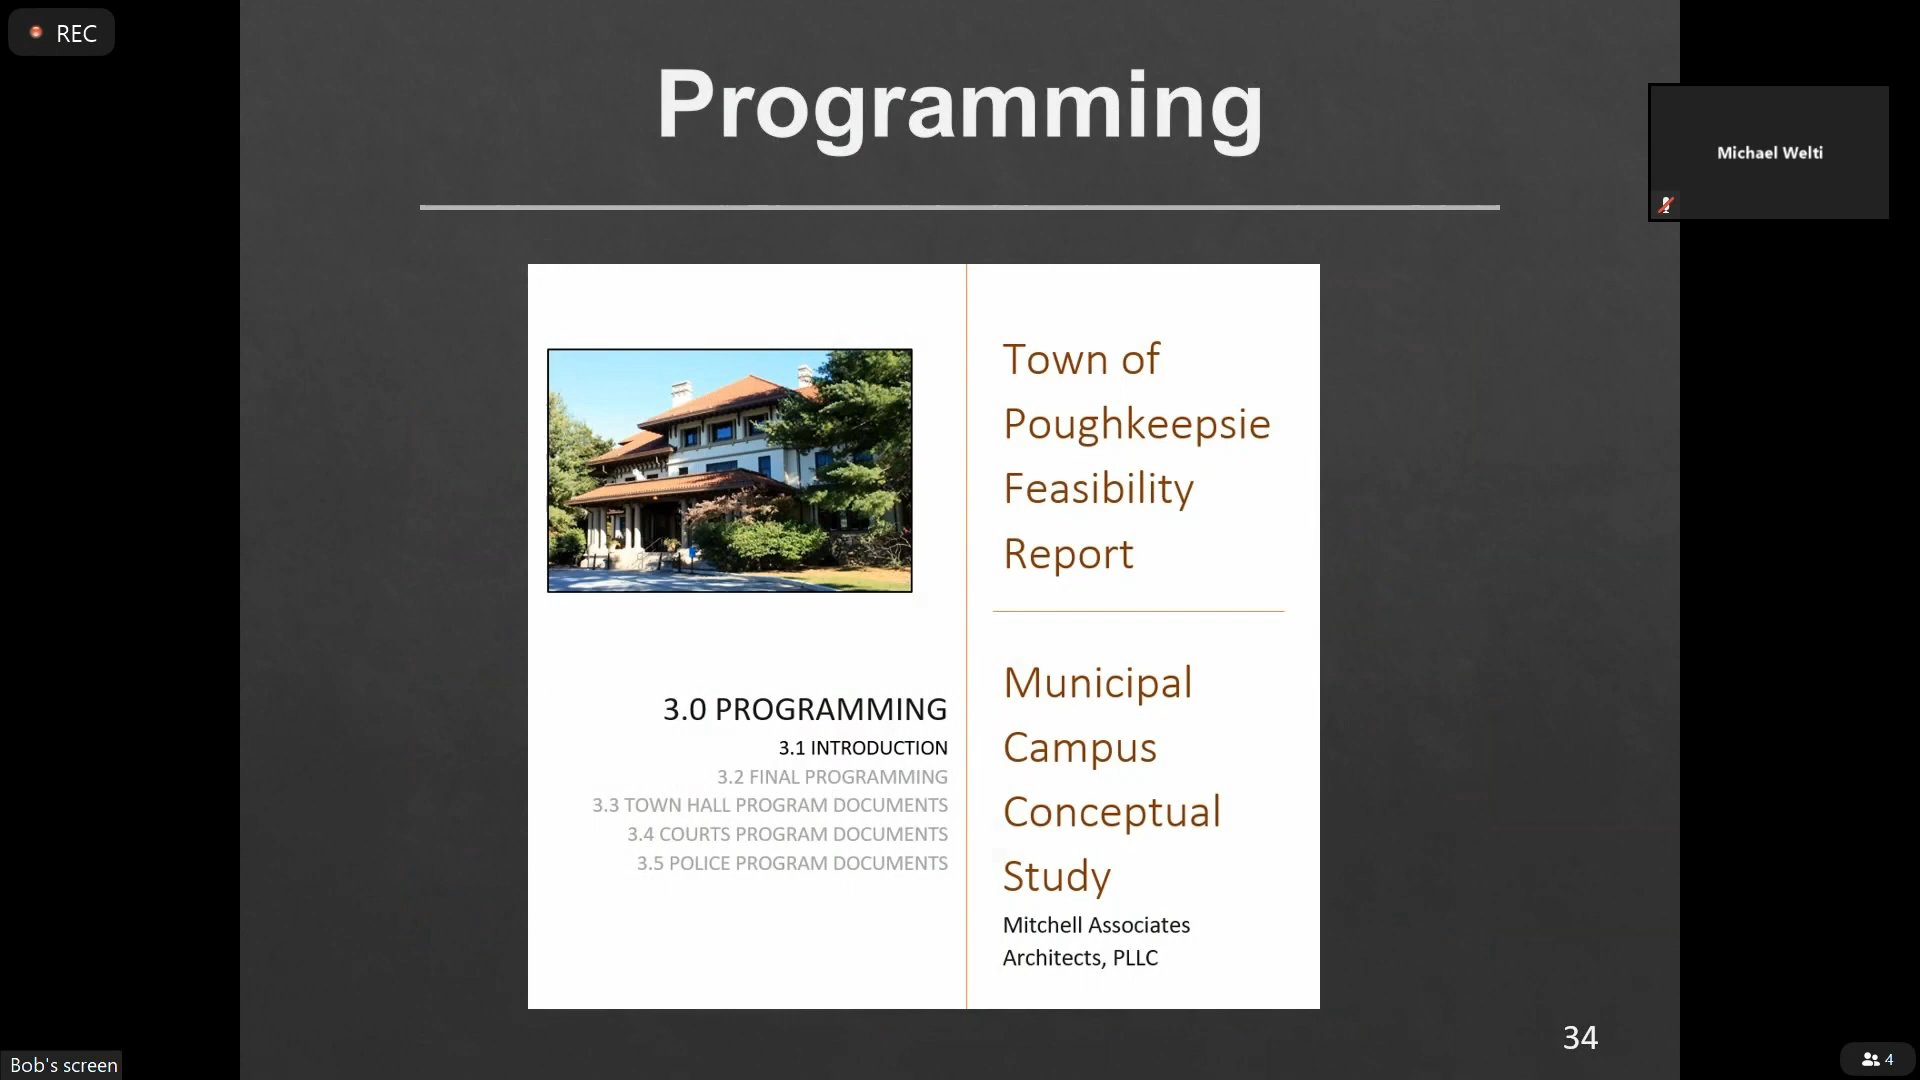 REC
Programming
Michael Welti
Town of
Poughkeepsie
Feasibility
Report
3.0 PROGRAMMING
3.1 INTRODUCTION
3.2 FINAL PROGRAMMING
3.3 TOWN HALL PROGRAM DOCUMENTS
3.4 COURTS PROGRAM DOCUMENTS
3.5 POLICE PROGRAM DOCUMENTS
Municipal
Campus
Conceptual
Study
Mitchell Associates
Architects, PLLC
34
Bob's screen
4